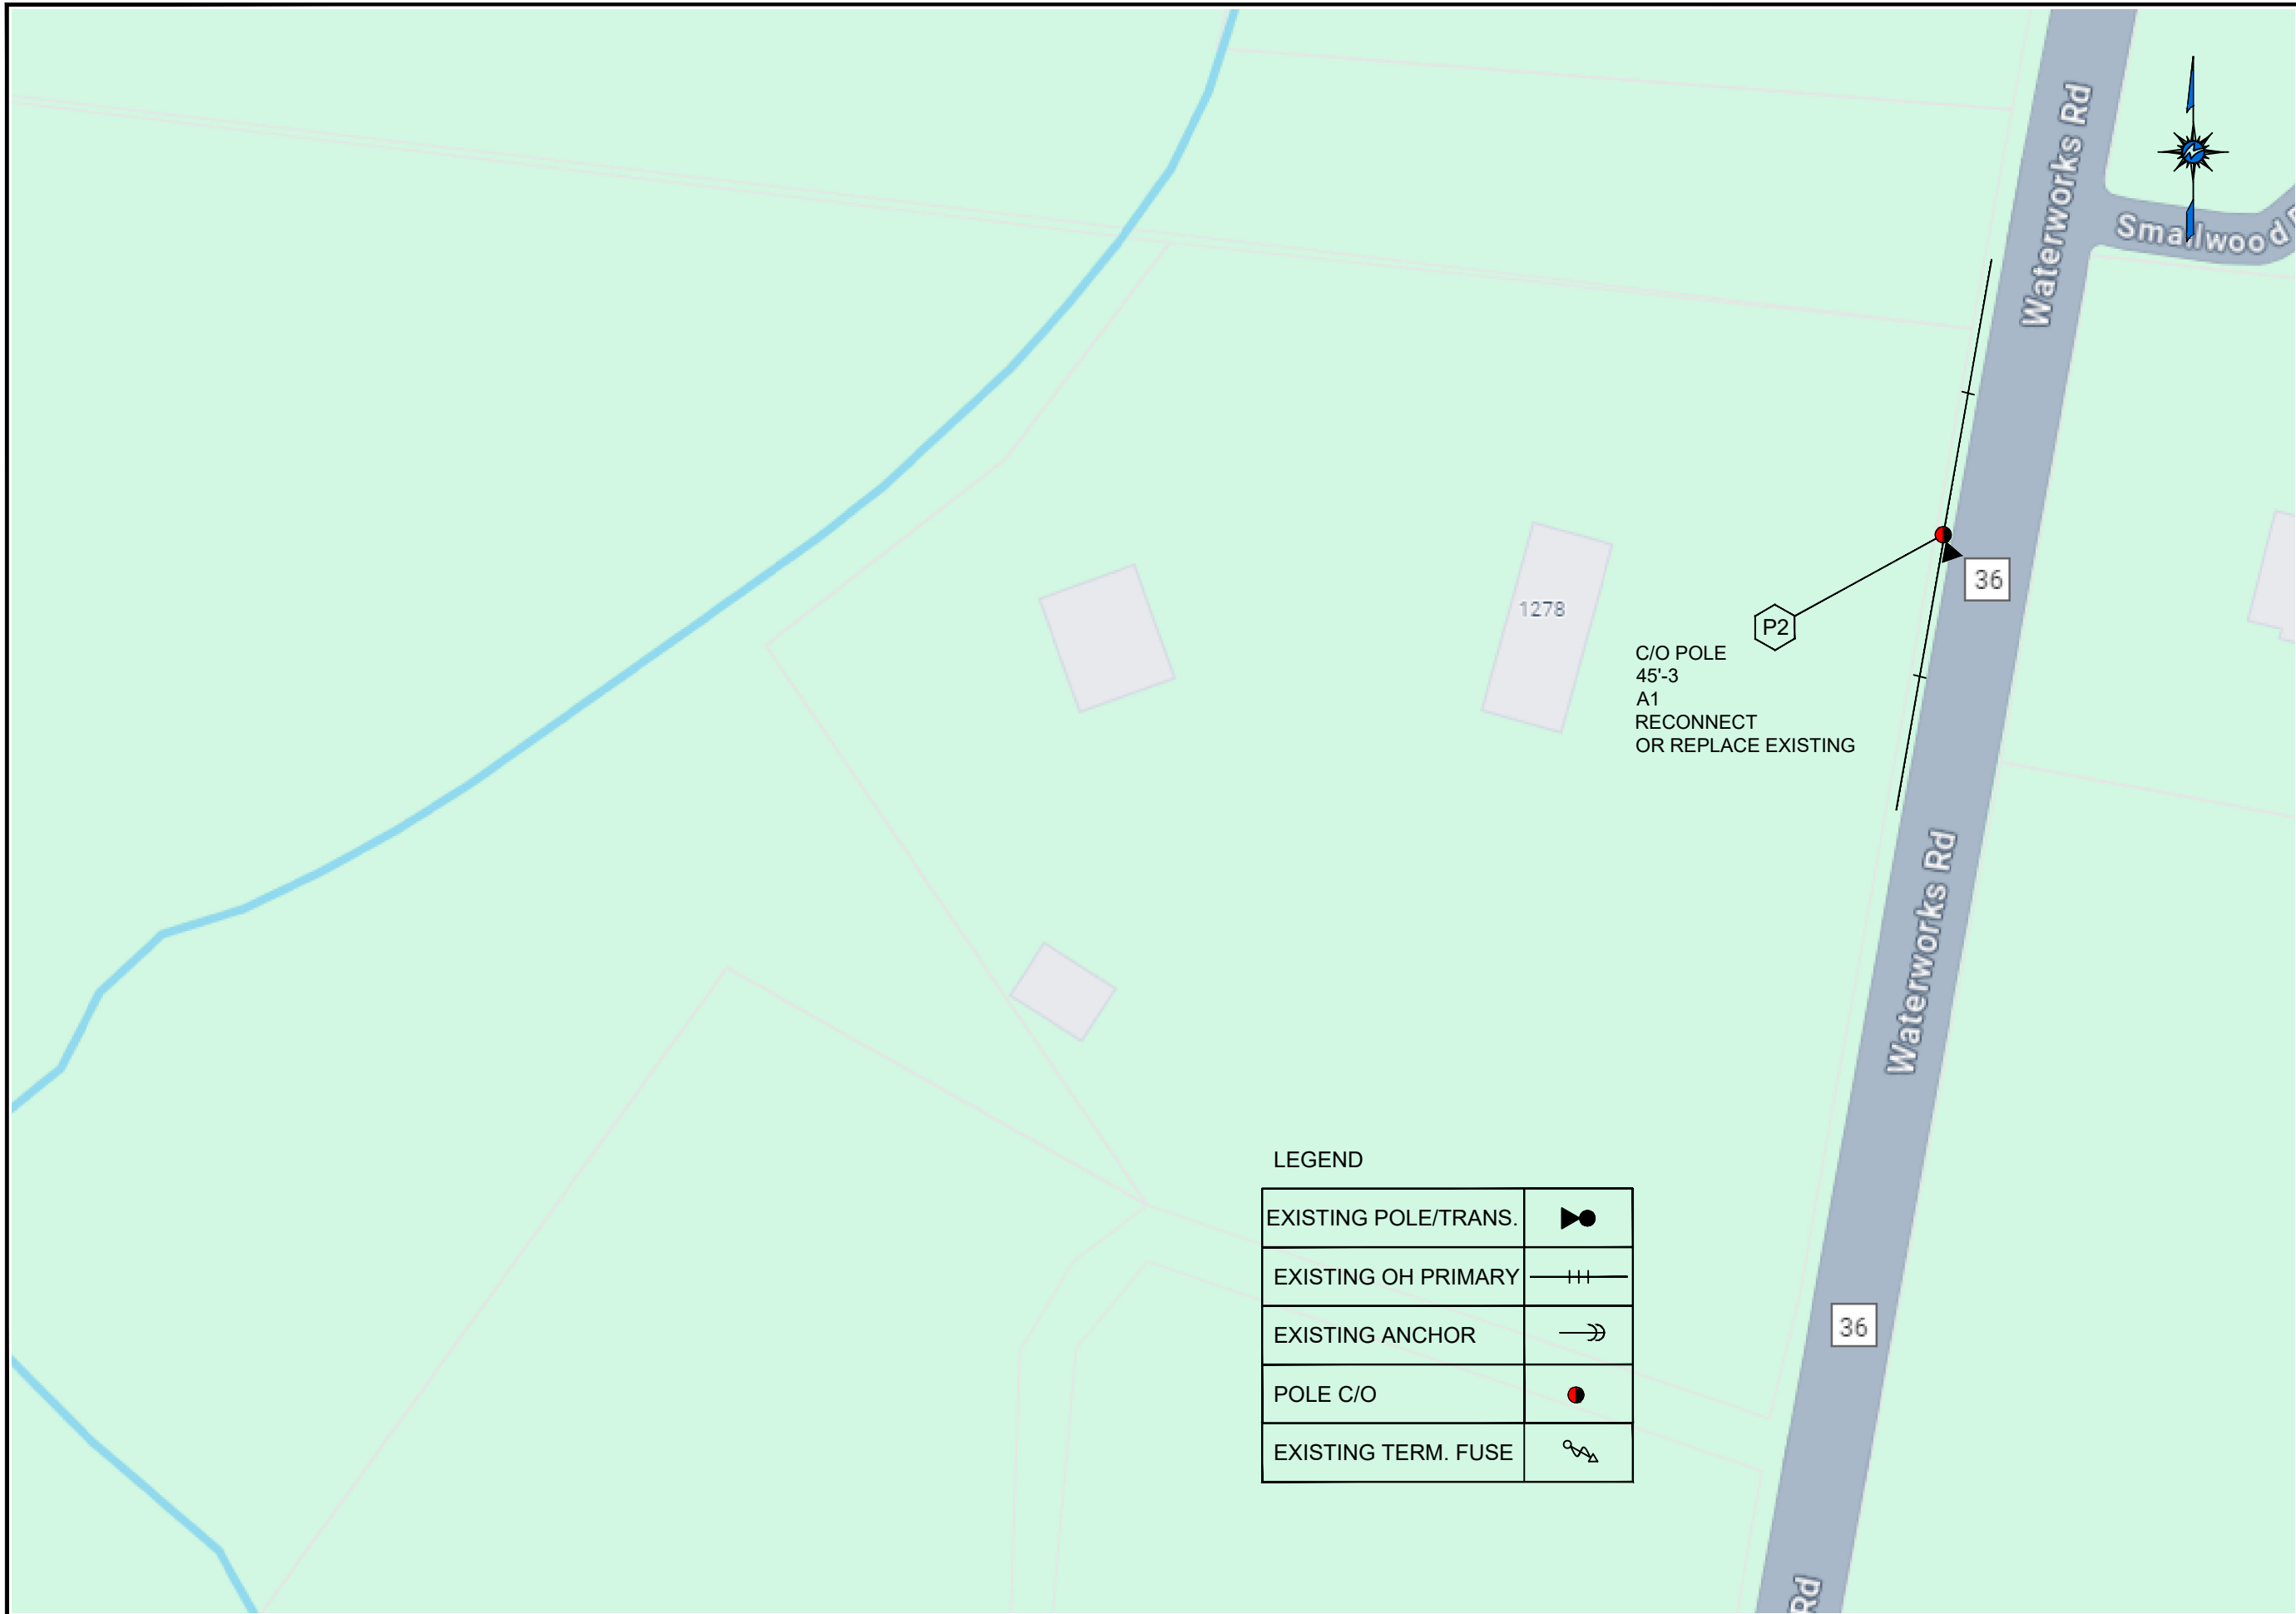 Waterworks Rd
Smallwood
36
1278
P2
C/O POLE
45'-3
A1
RECONNECT
OR REPLACE EXISTING
Waterworks Rd
LEGEND
EXISTING POLE/TRANS.
EXISTING OH PRIMARY
EXISTING ANCHOR
36
POLE C/O
EXISTING TERM. FUSE
Rd